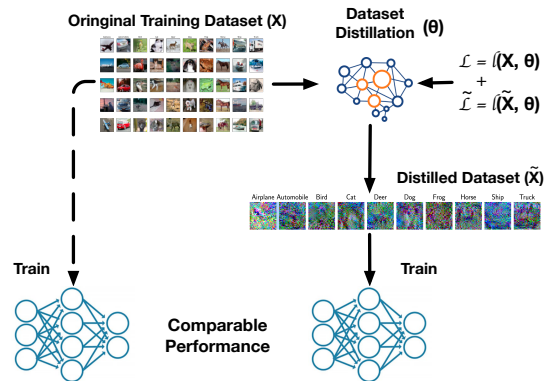 Oringinal Training Dataset (X)
Dataset
Distillation (θ)
ℒ = l(X, θ)
+
ℒ̃ = l(X̃, θ)
Distilled Dataset (X̃)
Airplane Automobile Bird Cat Deer Dog Frog Horse Ship Truck
Train
Train
Comparable
Performance